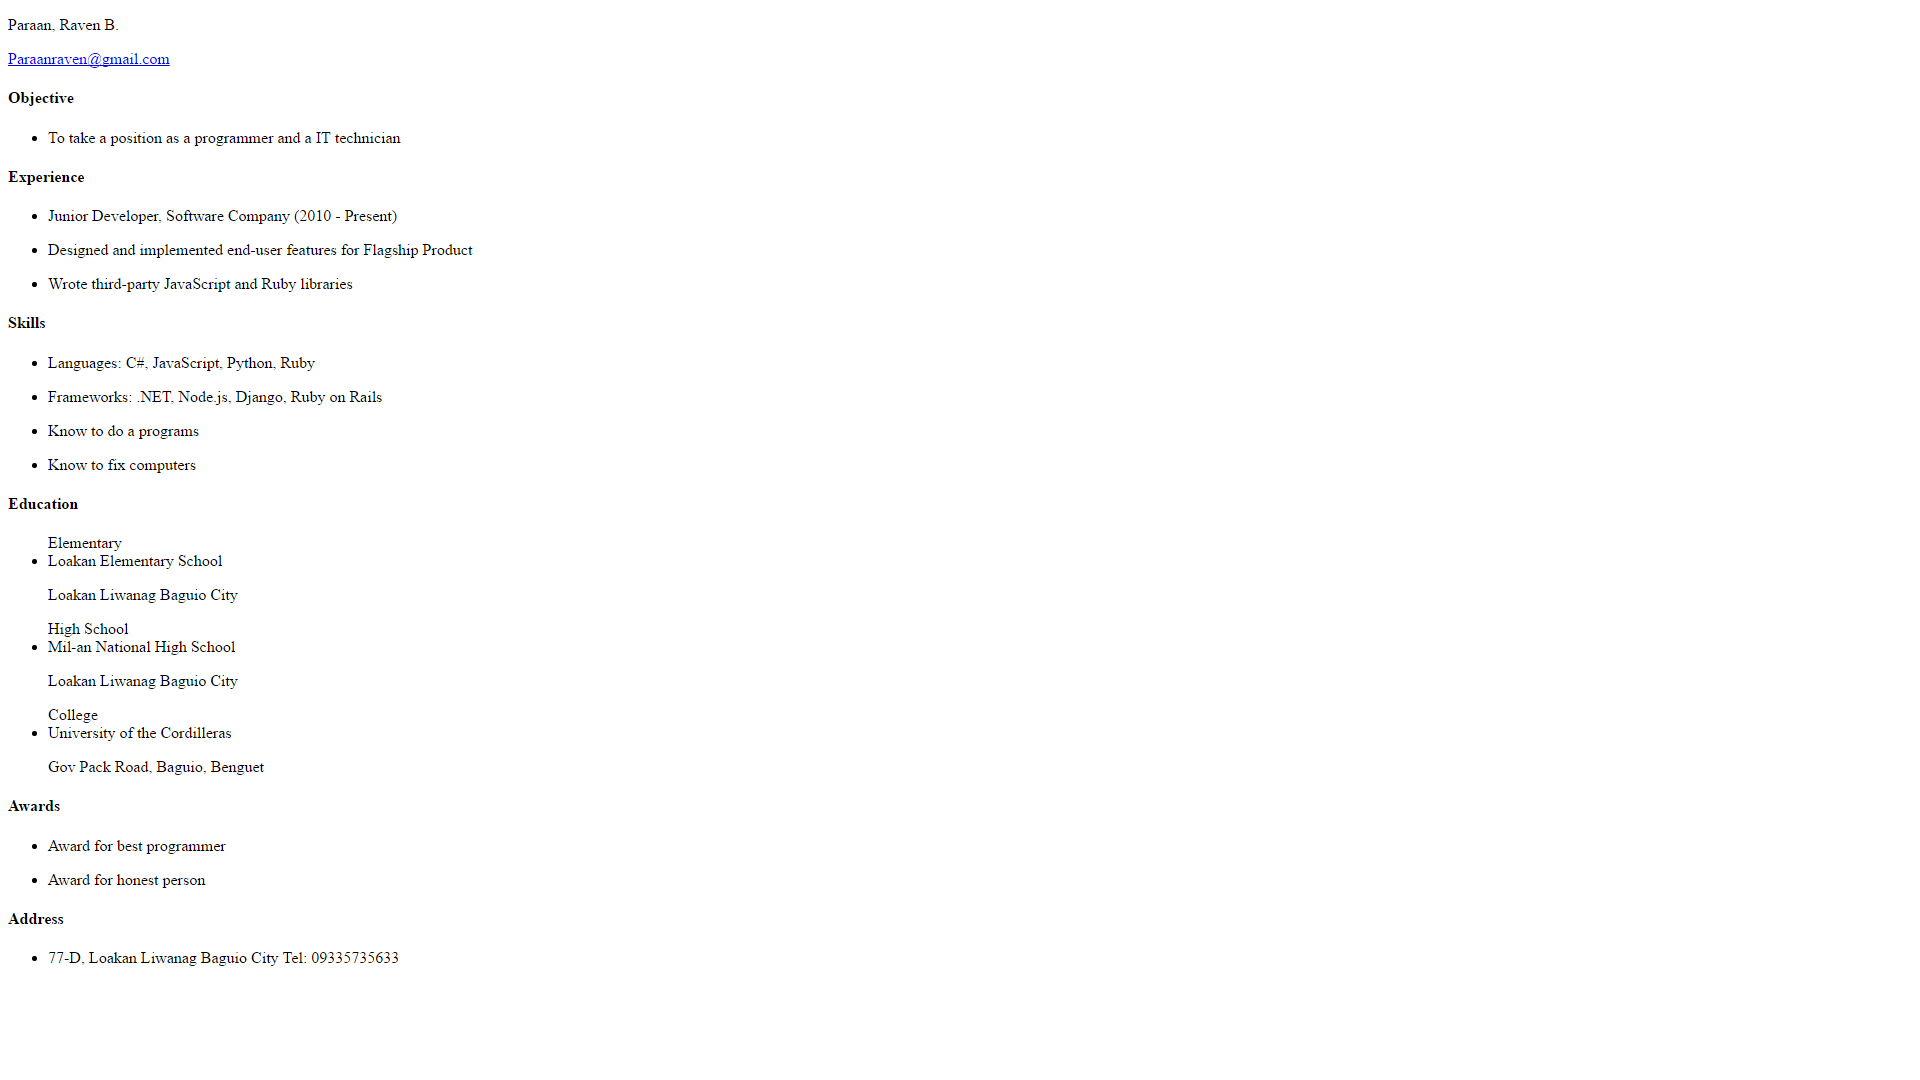 Paraan, Raven B.
Paraanraven@gmail.com
Objective
To take a position as a programmer and a IT technician
Experience
Junior Developer, Software Company (2010 - Present)
Designed and implemented end-user features for Flagship Product
Wrote third-party JavaScript and Ruby libraries
Skills
Languages: C#, JavaScript, Python, Ruby
Frameworks: .NET, Node.js, Django, Ruby on Rails
Know to do a programs
Know to fix computers
Education
Elementary
Loakan Elementary School
Loakan Liwanag Baguio City
High School
Mil-an National High School
Loakan Liwanag Baguio City
College
University of the Cordilleras
Gov Pack Road, Baguio, Benguet
Awards
Award for best programmer
Award for honest person
Address
77-D, Loakan Liwanag Baguio City Tel: 09335735633